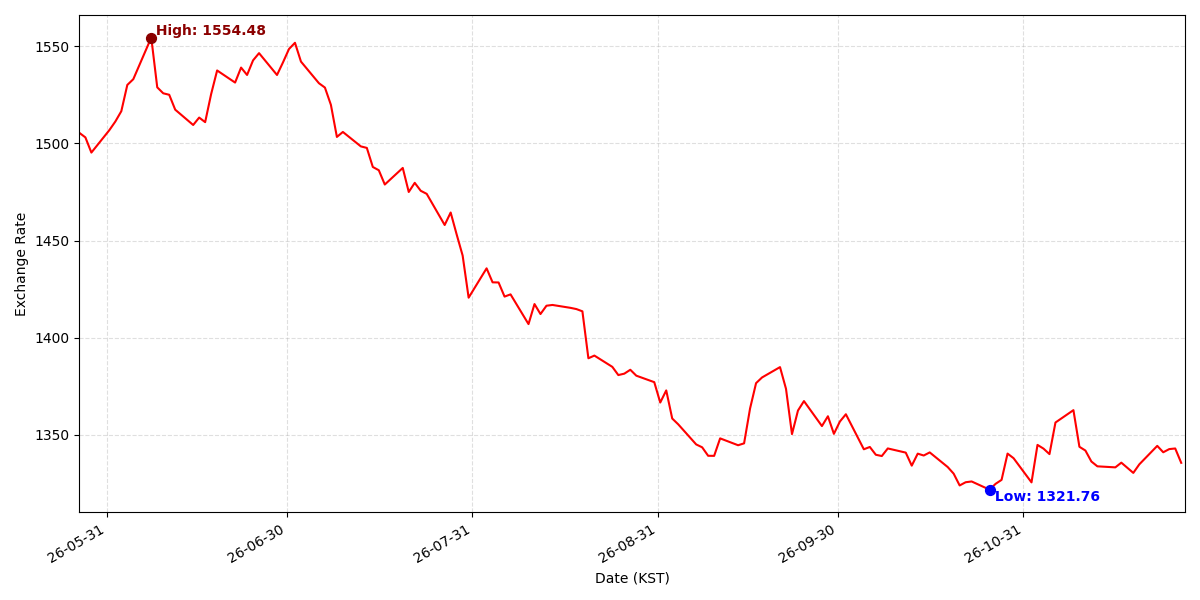 High: 1554.48
1550
1500
1450
1400
1350
Exchange Rate
Low: 1321.76
26-05-31
26-06-30
26-07-31
26-08-31
26-09-30
26-10-31
Date (KST)